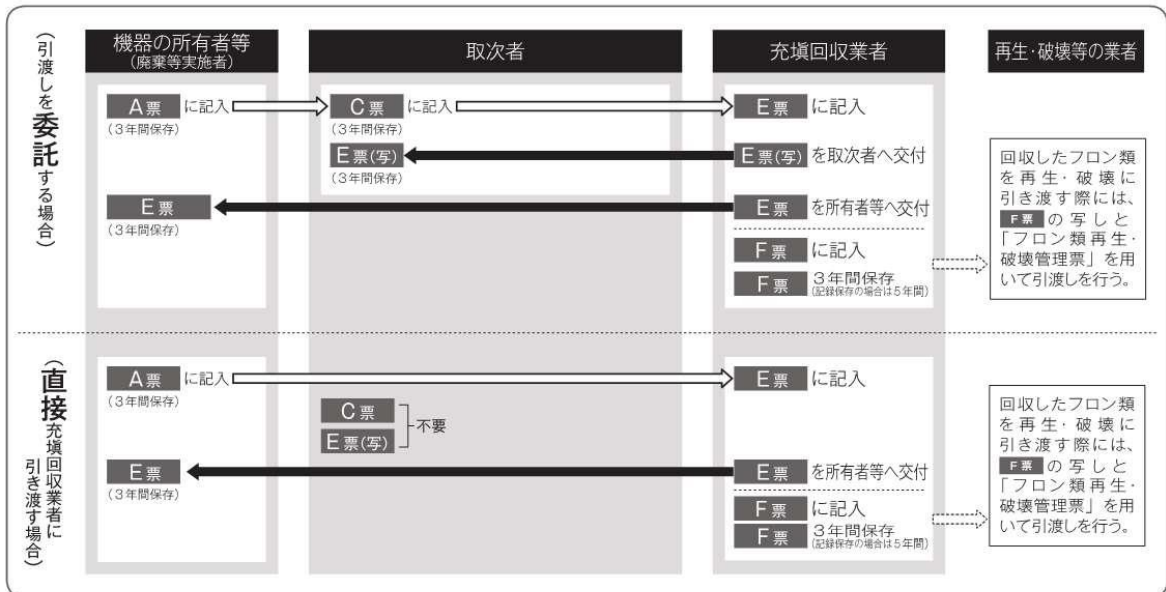 機器の所有者等
(廃棄等実施者)
取次者
充塡回収業者
再生・破壊等の業者
(引渡しを委託する場合)
A票 に記入
(3年間保存)
C票 に記入
(3年間保存)
E票 に記入
E票(写)
(3年間保存)
E票(写) を取次者へ交付
E票
(3年間保存)
E票 を所有者等へ交付
F票 に記入
F票 3年間保存
(記録保存の場合は5年間)
回収したフロン類
を再生・破壊に
引き渡す際には、
F票 の写しと
「フロン類再生・
破壊管理票」を用
いて引渡しを行う。
(直接充塡回収業者に
引き渡す場合)
A票 に記入
(3年間保存)
E票 に記入
C票
E票(写)
不要
E票
(3年間保存)
E票 を所有者等へ交付
F票 に記入
F票 3年間保存
(記録保存の場合は5年間)
回収したフロン類
を再生・破壊に
引き渡す際には、
F票 の写しと
「フロン類再生・
破壊管理票」を用
いて引渡しを行う。